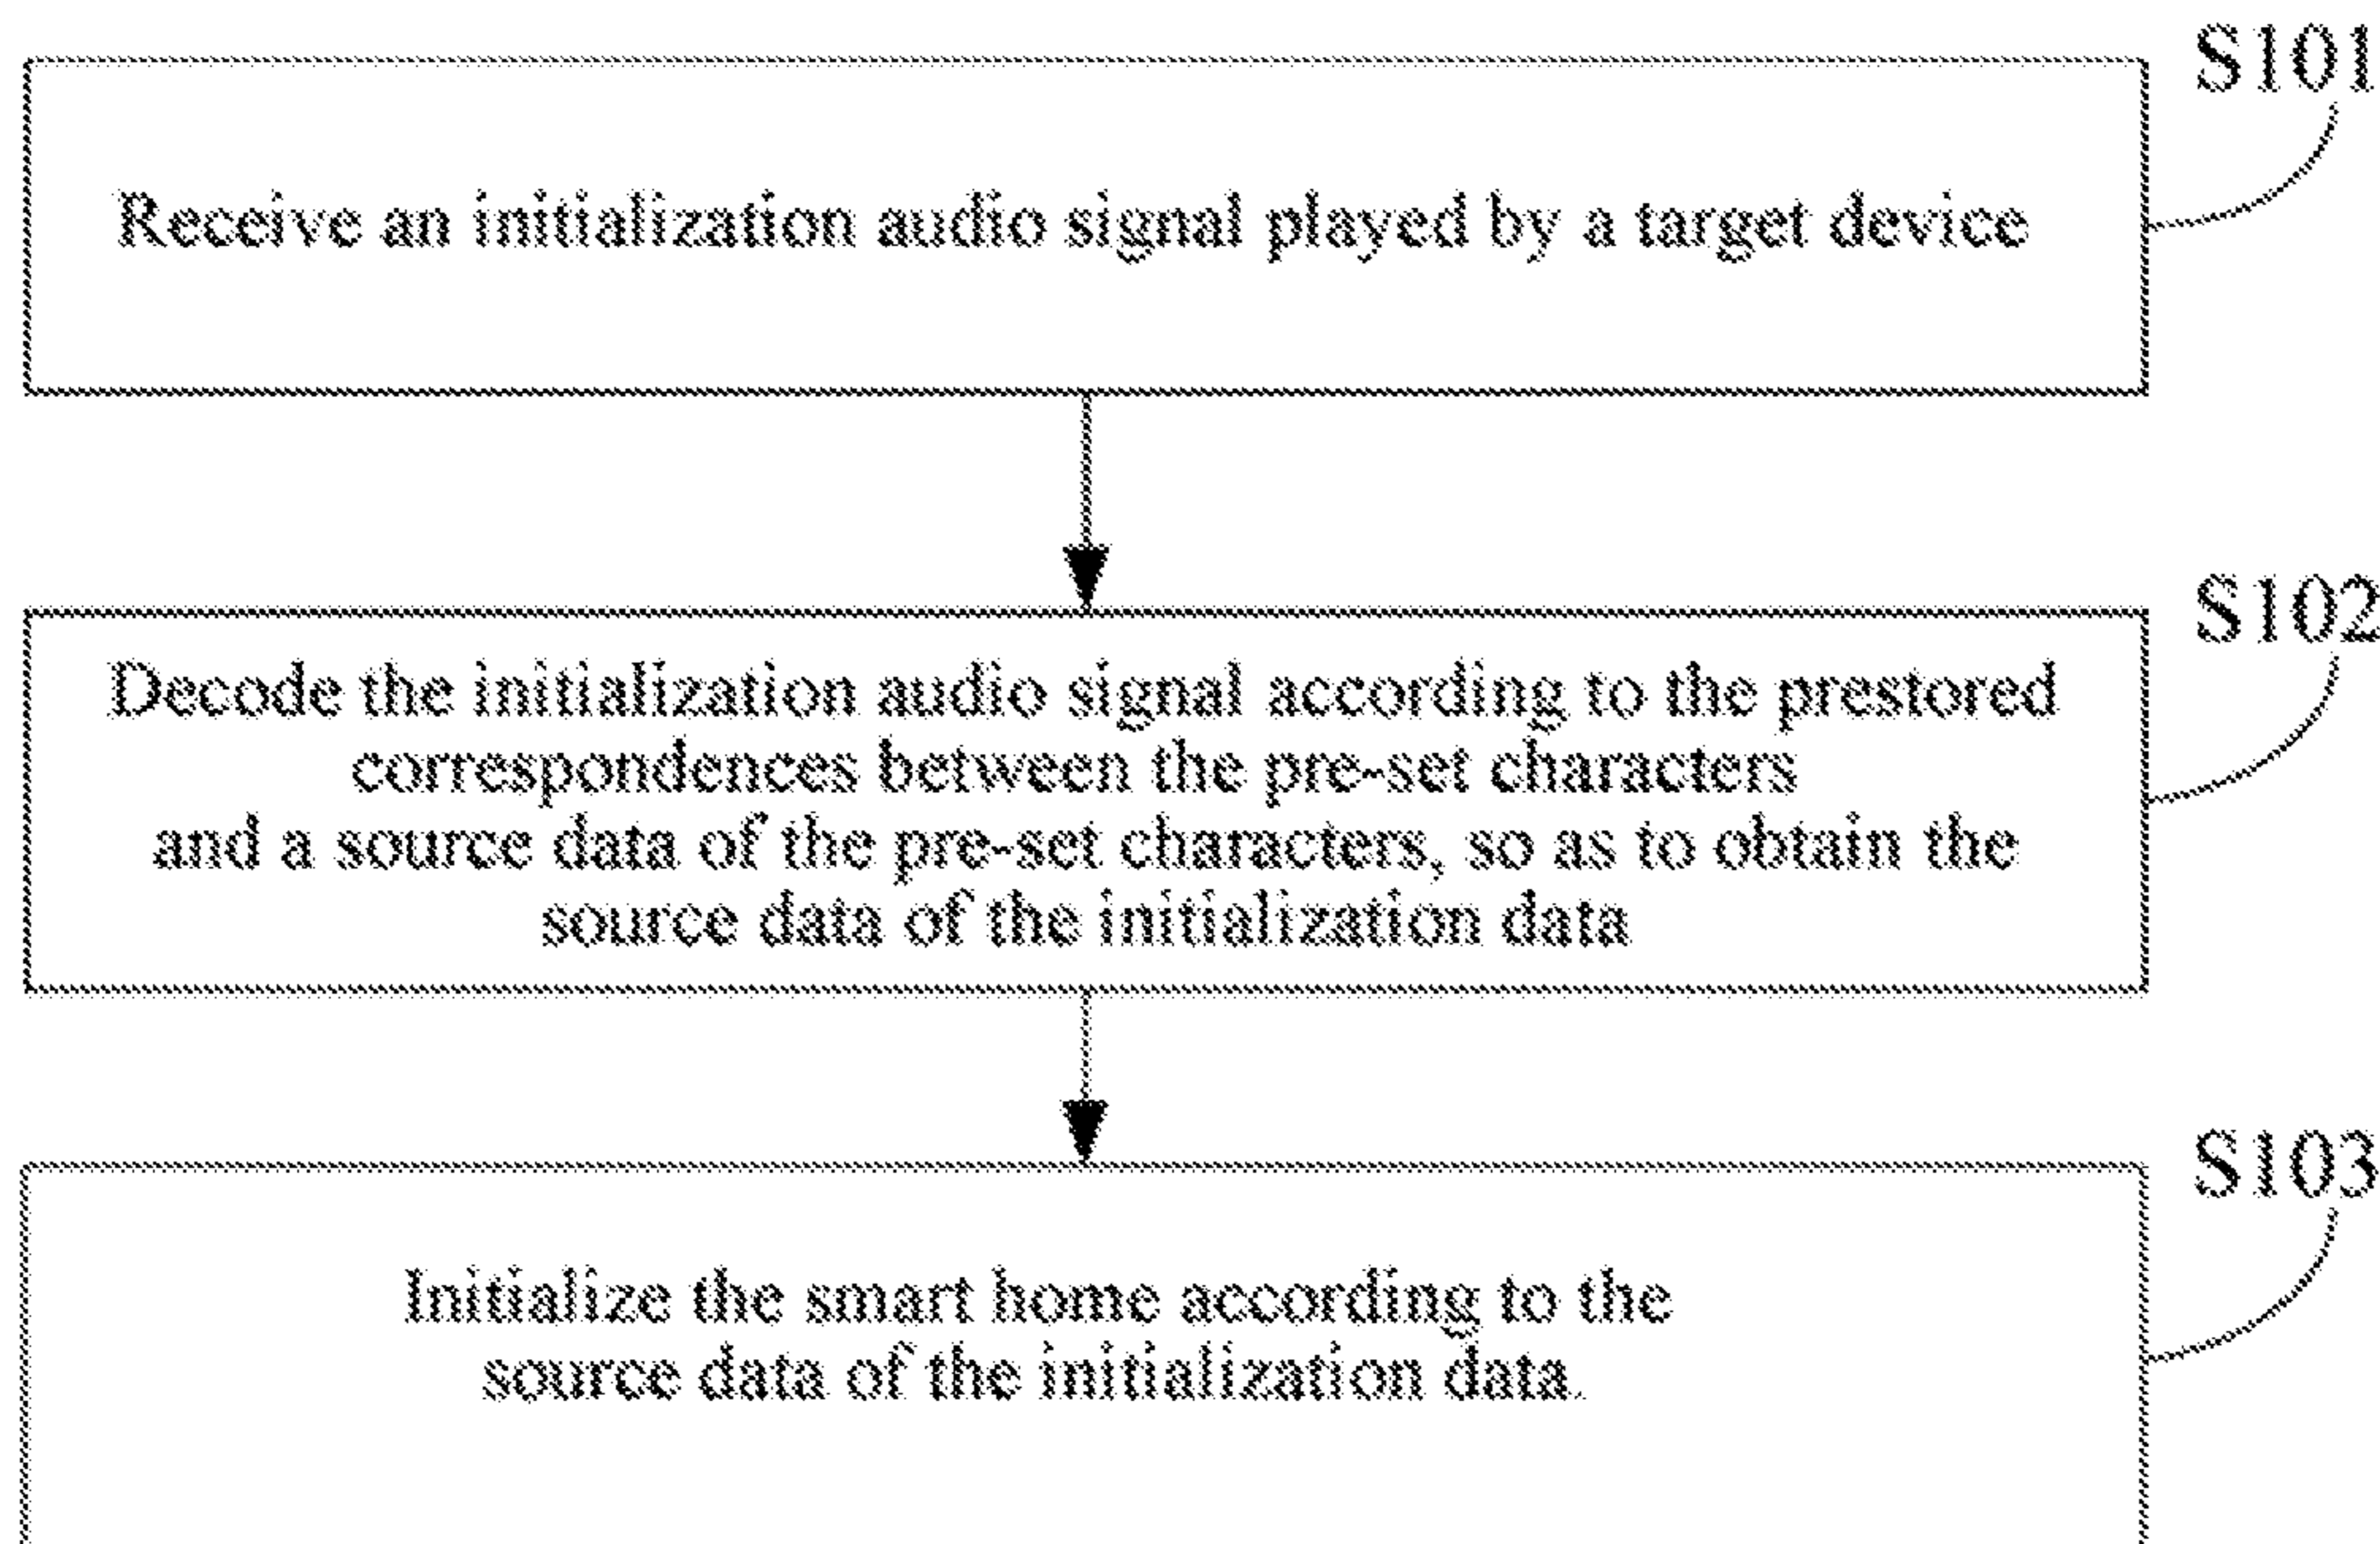 S101
Receive an initialization audio signal played by a target device
S102
Decode the initialization audio signal according to the prestored
correspondences between the pre-set characters
and a source data of the pre-set characters, so as to obtain the
source data of the initialization data
S103
Initialize the smart home according to the
source data of the initialization data.